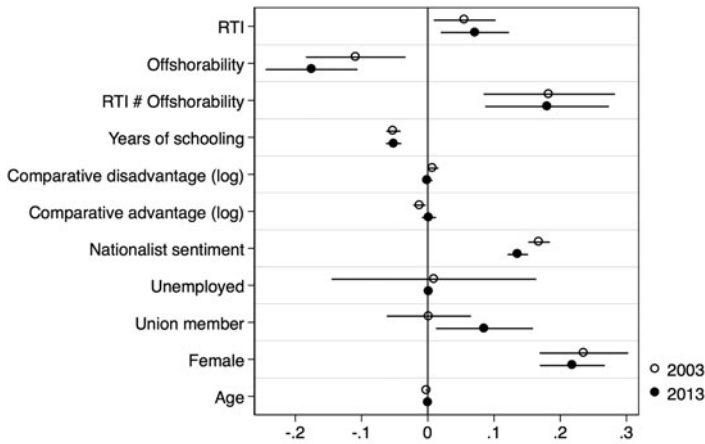 RTI
Offshorability
RTI # Offshorability
Years of schooling
Comparative disadvantage (log)
Comparative advantage (log)
Nationalist sentiment
Unemployed
Union member
Female
Age
2003
2013
-.2 -.1 0 .1 .2 .3